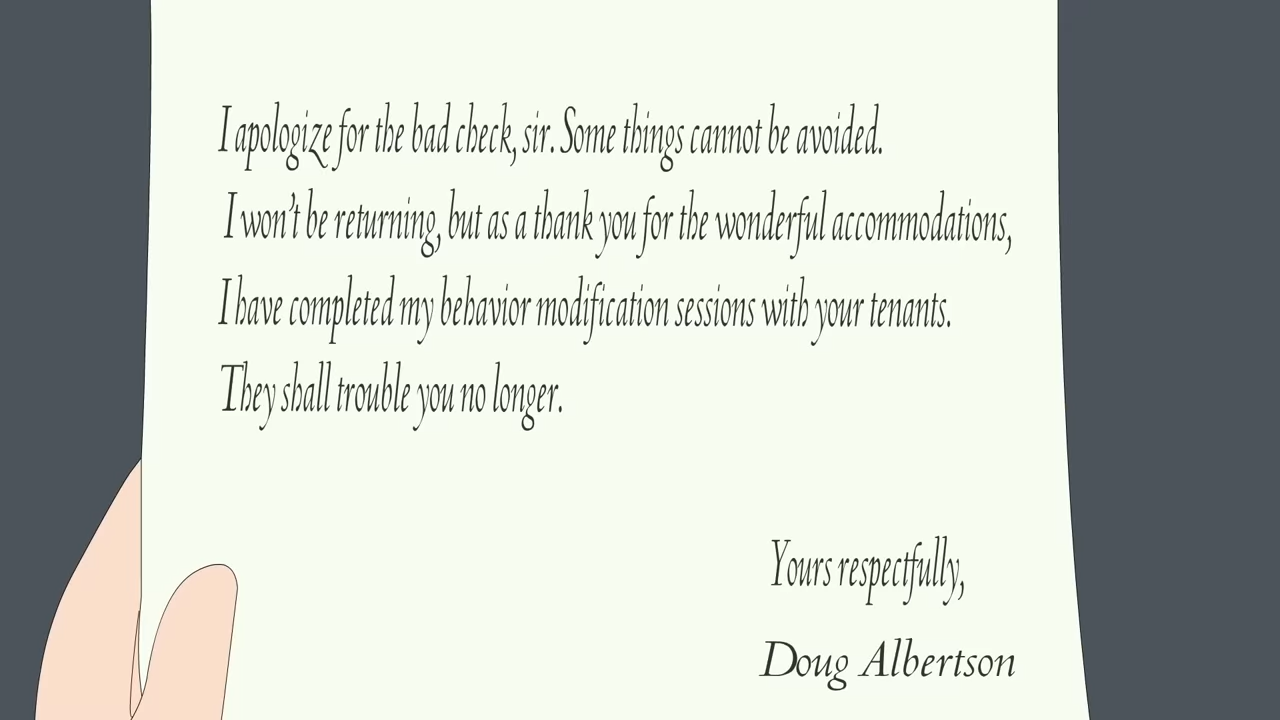 I apologize for the bad check, sir. Some things cannot be avoided.
I won't be returning, but as a thank you for the wonderful accommodations,
I have completed my behavior modification sessions with your tenants.
They shall trouble you no longer.
Yours respectfully,
Doug Albertson